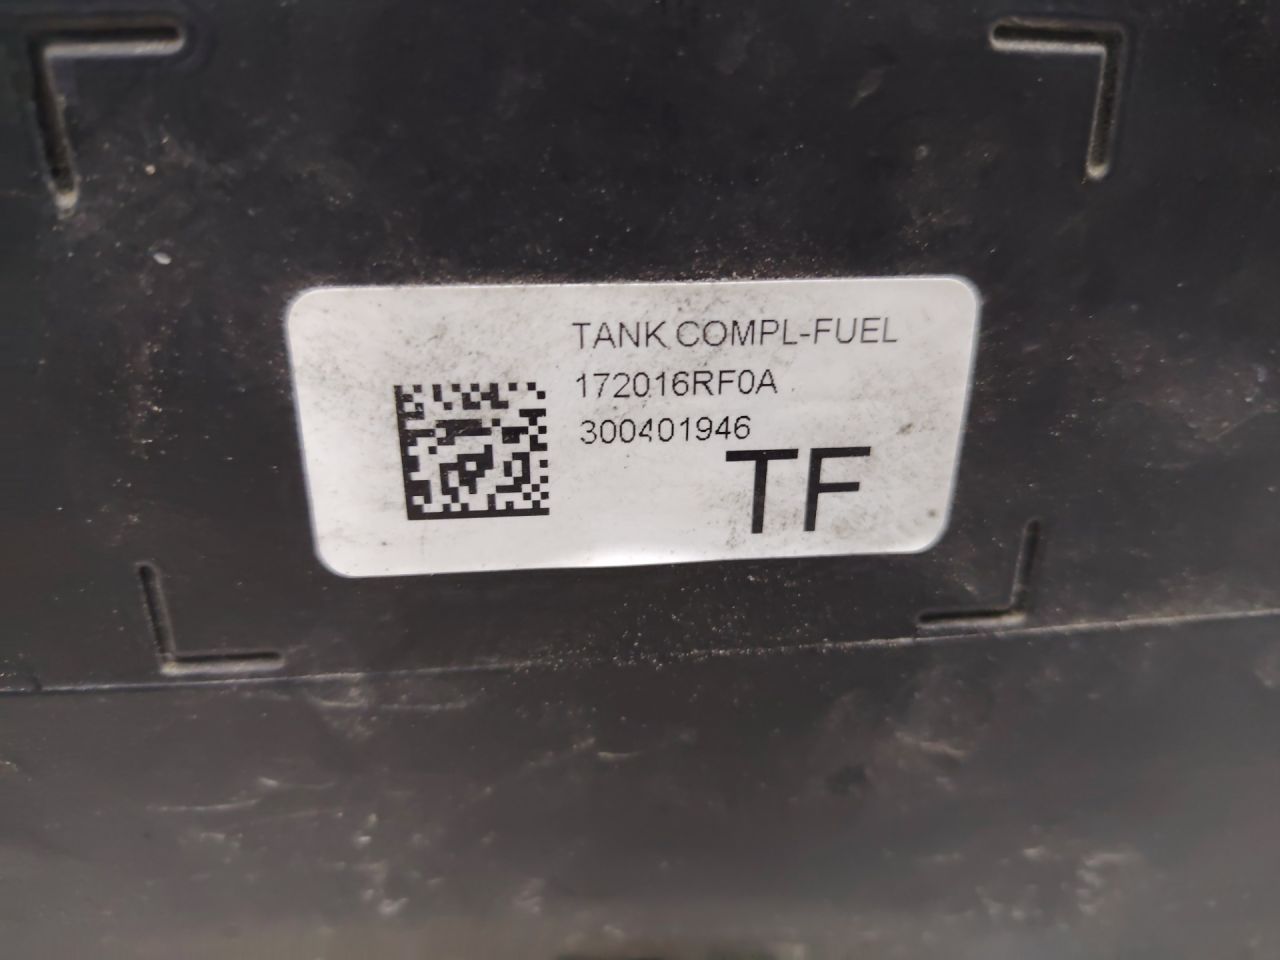 TANK COMPL-FUEL
172016RF0A
300401946
TF